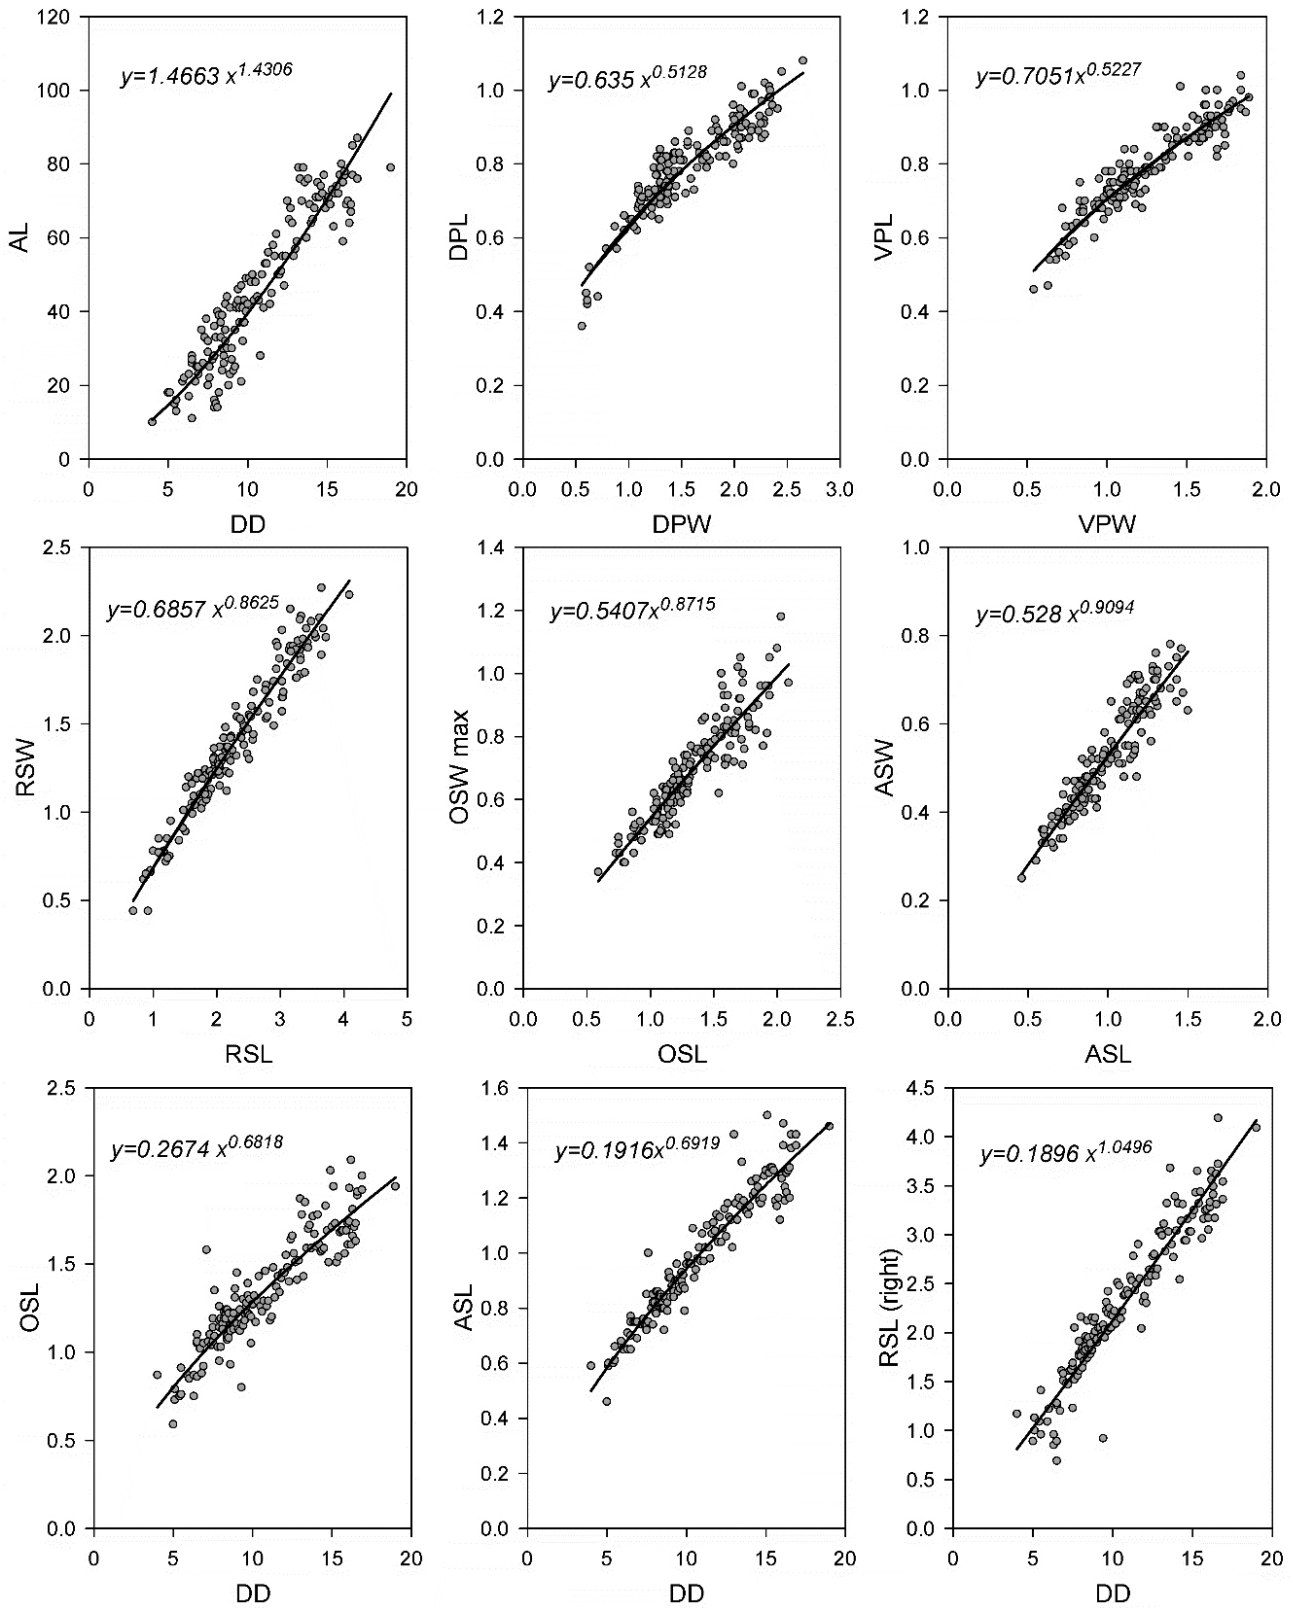 120
100
80
60
40
20
0
AL
y=1.4663 x^1.4306
0 5 10 15 20
DD
1.2
1.0
0.8
0.6
0.4
0.2
0.0
DPL
y=0.635 x^0.5128
0.0 0.5 1.0 1.5 2.0 2.5 3.0
DPW
1.2
1.0
0.8
0.6
0.4
0.2
0.0
VPL
y=0.7051x^0.5227
0.0 0.5 1.0 1.5 2.0
VPW
2.5
2.0
1.5
1.0
0.5
0.0
RSW
y=0.6857 x^0.8625
0 1 2 3 4 5
RSL
1.4
1.2
1.0
0.8
0.6
0.4
0.2
0.0
OSW max
y=0.5407x^0.8715
0.0 0.5 1.0 1.5 2.0 2.5
OSL
1.0
0.8
0.6
0.4
0.2
0.0
ASW
y=0.528 x^0.9094
0.0 0.5 1.0 1.5 2.0
ASL
2.5
2.0
1.5
1.0
0.5
0.0
OSL
y=0.2674 x^0.6818
0 5 10 15 20
DD
1.6
1.4
1.2
1.0
0.8
0.6
0.4
0.2
0.0
ASL
y=0.1916x^0.6919
0 5 10 15 20
DD
4.5
4.0
3.5
3.0
2.5
2.0
1.5
1.0
0.5
0.0
RSL (right)
y=0.1896 x^1.0496
0 5 10 15 20
DD